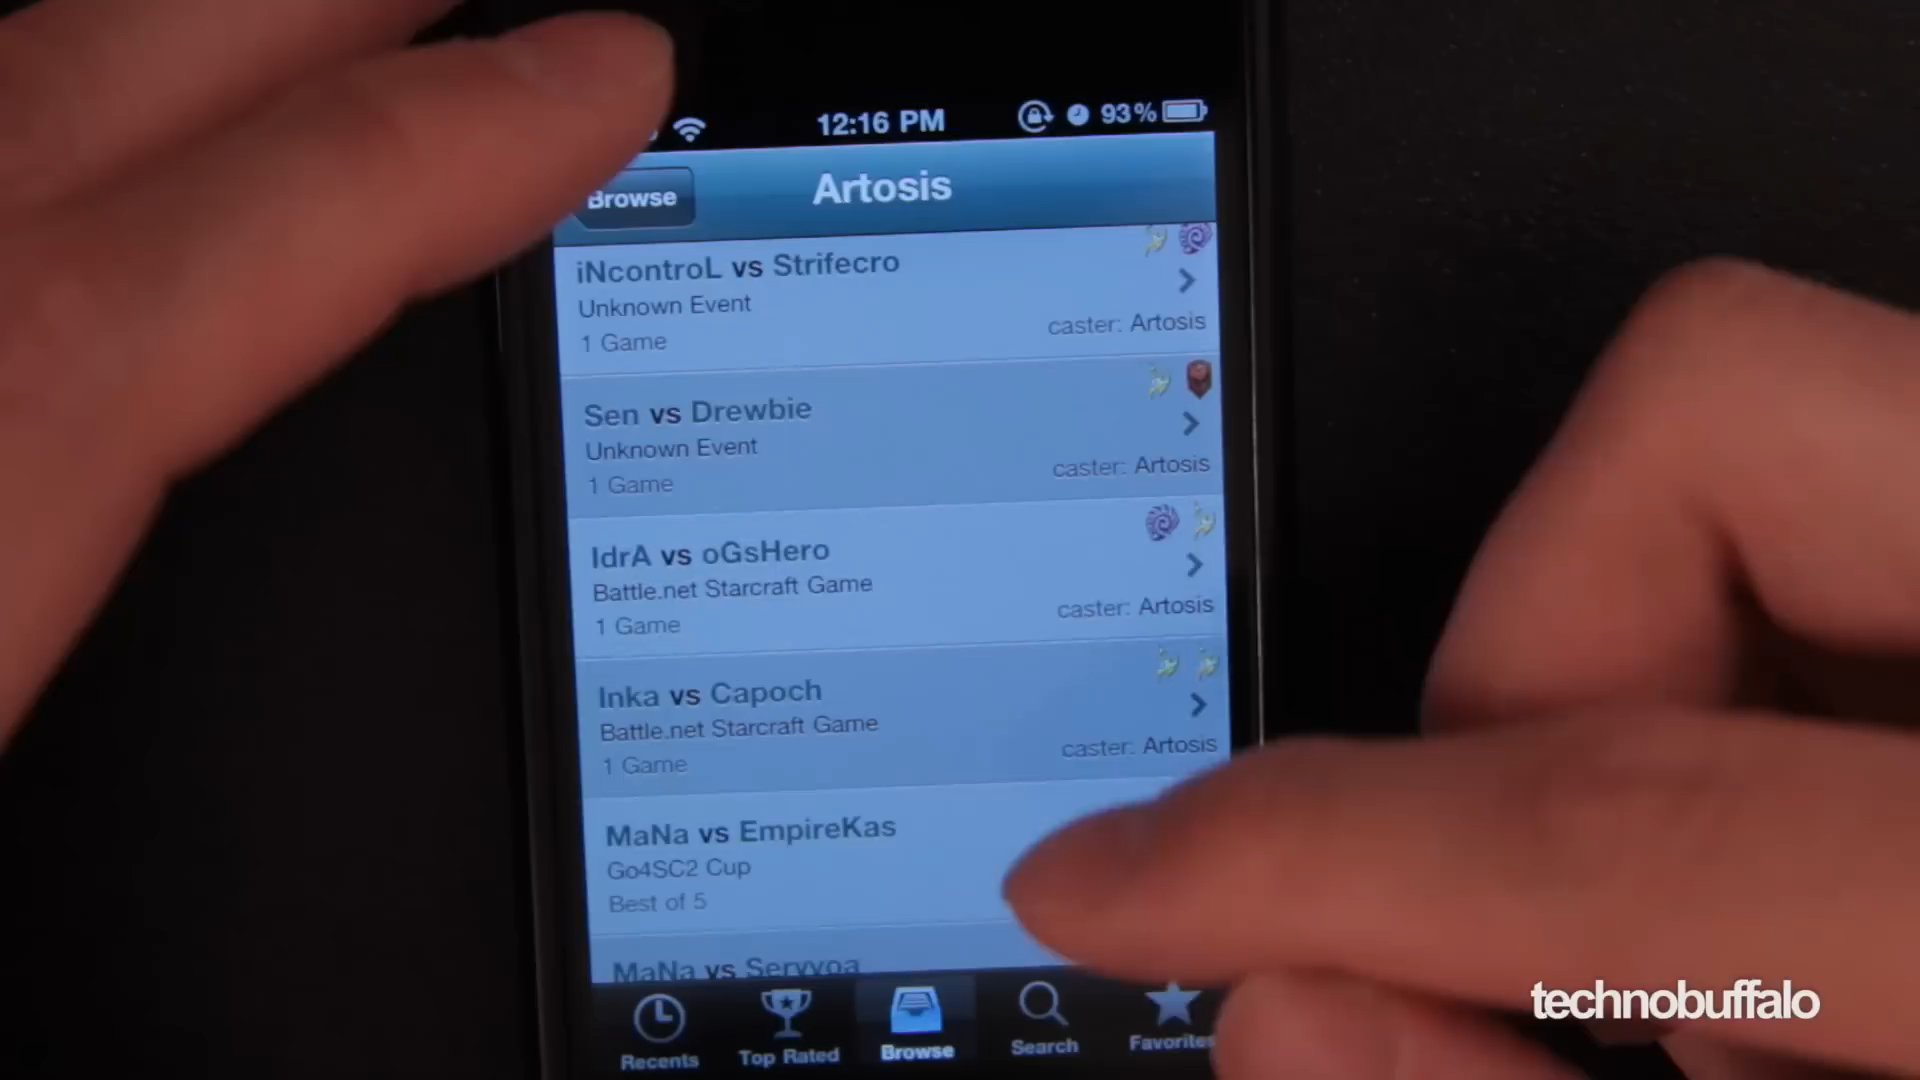 12:16 PM
93%
Browse
Artosis
iNcontroL vs Strifecro
Unknown Event
1 Game
caster: Artosis
Sen vs Drewbie
Unknown Event
1 Game
caster: Artosis
IdrA vs oGsHero
Battle.net Starcraft Game
1 Game
caster: Artosis
Inka vs Capoch
Battle.net Starcraft Game
1 Game
caster: Artosis
MaNa vs EmpireKas
Go4SC2 Cup
Best of 5
MaNa vs
Recents
Top Rated
Browse
Search
Favorites
technobuffalo